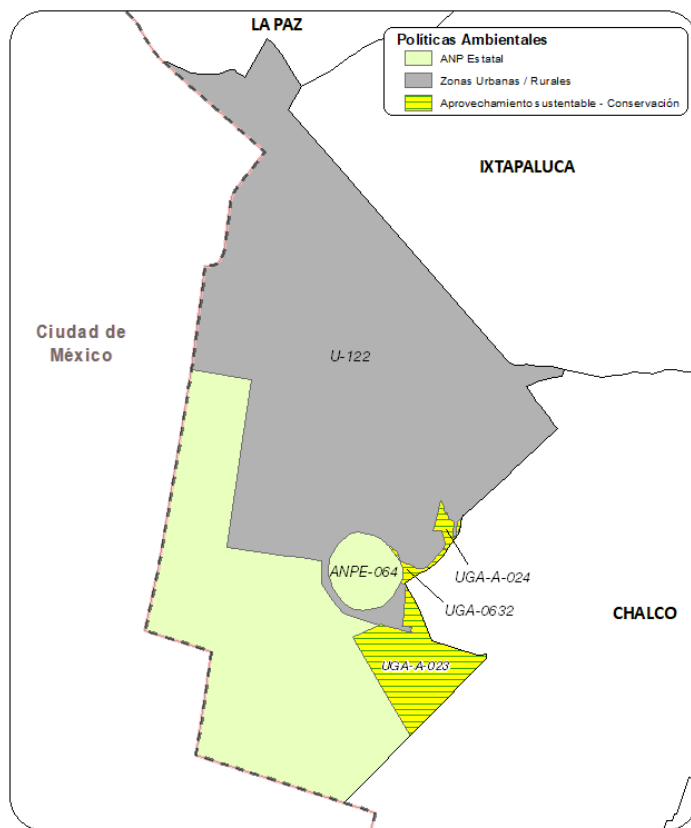 LA PAZ
Políticas Ambientales
ANP Estatal
Zonas Urbanas / Rurales
Aprovechamiento sustentable - Conservación
IXTAPALUCA
Ciudad de
México
U-122
ANPE-064
UGA-A-024
UGA-0632
CHALCO
UGA-A-023